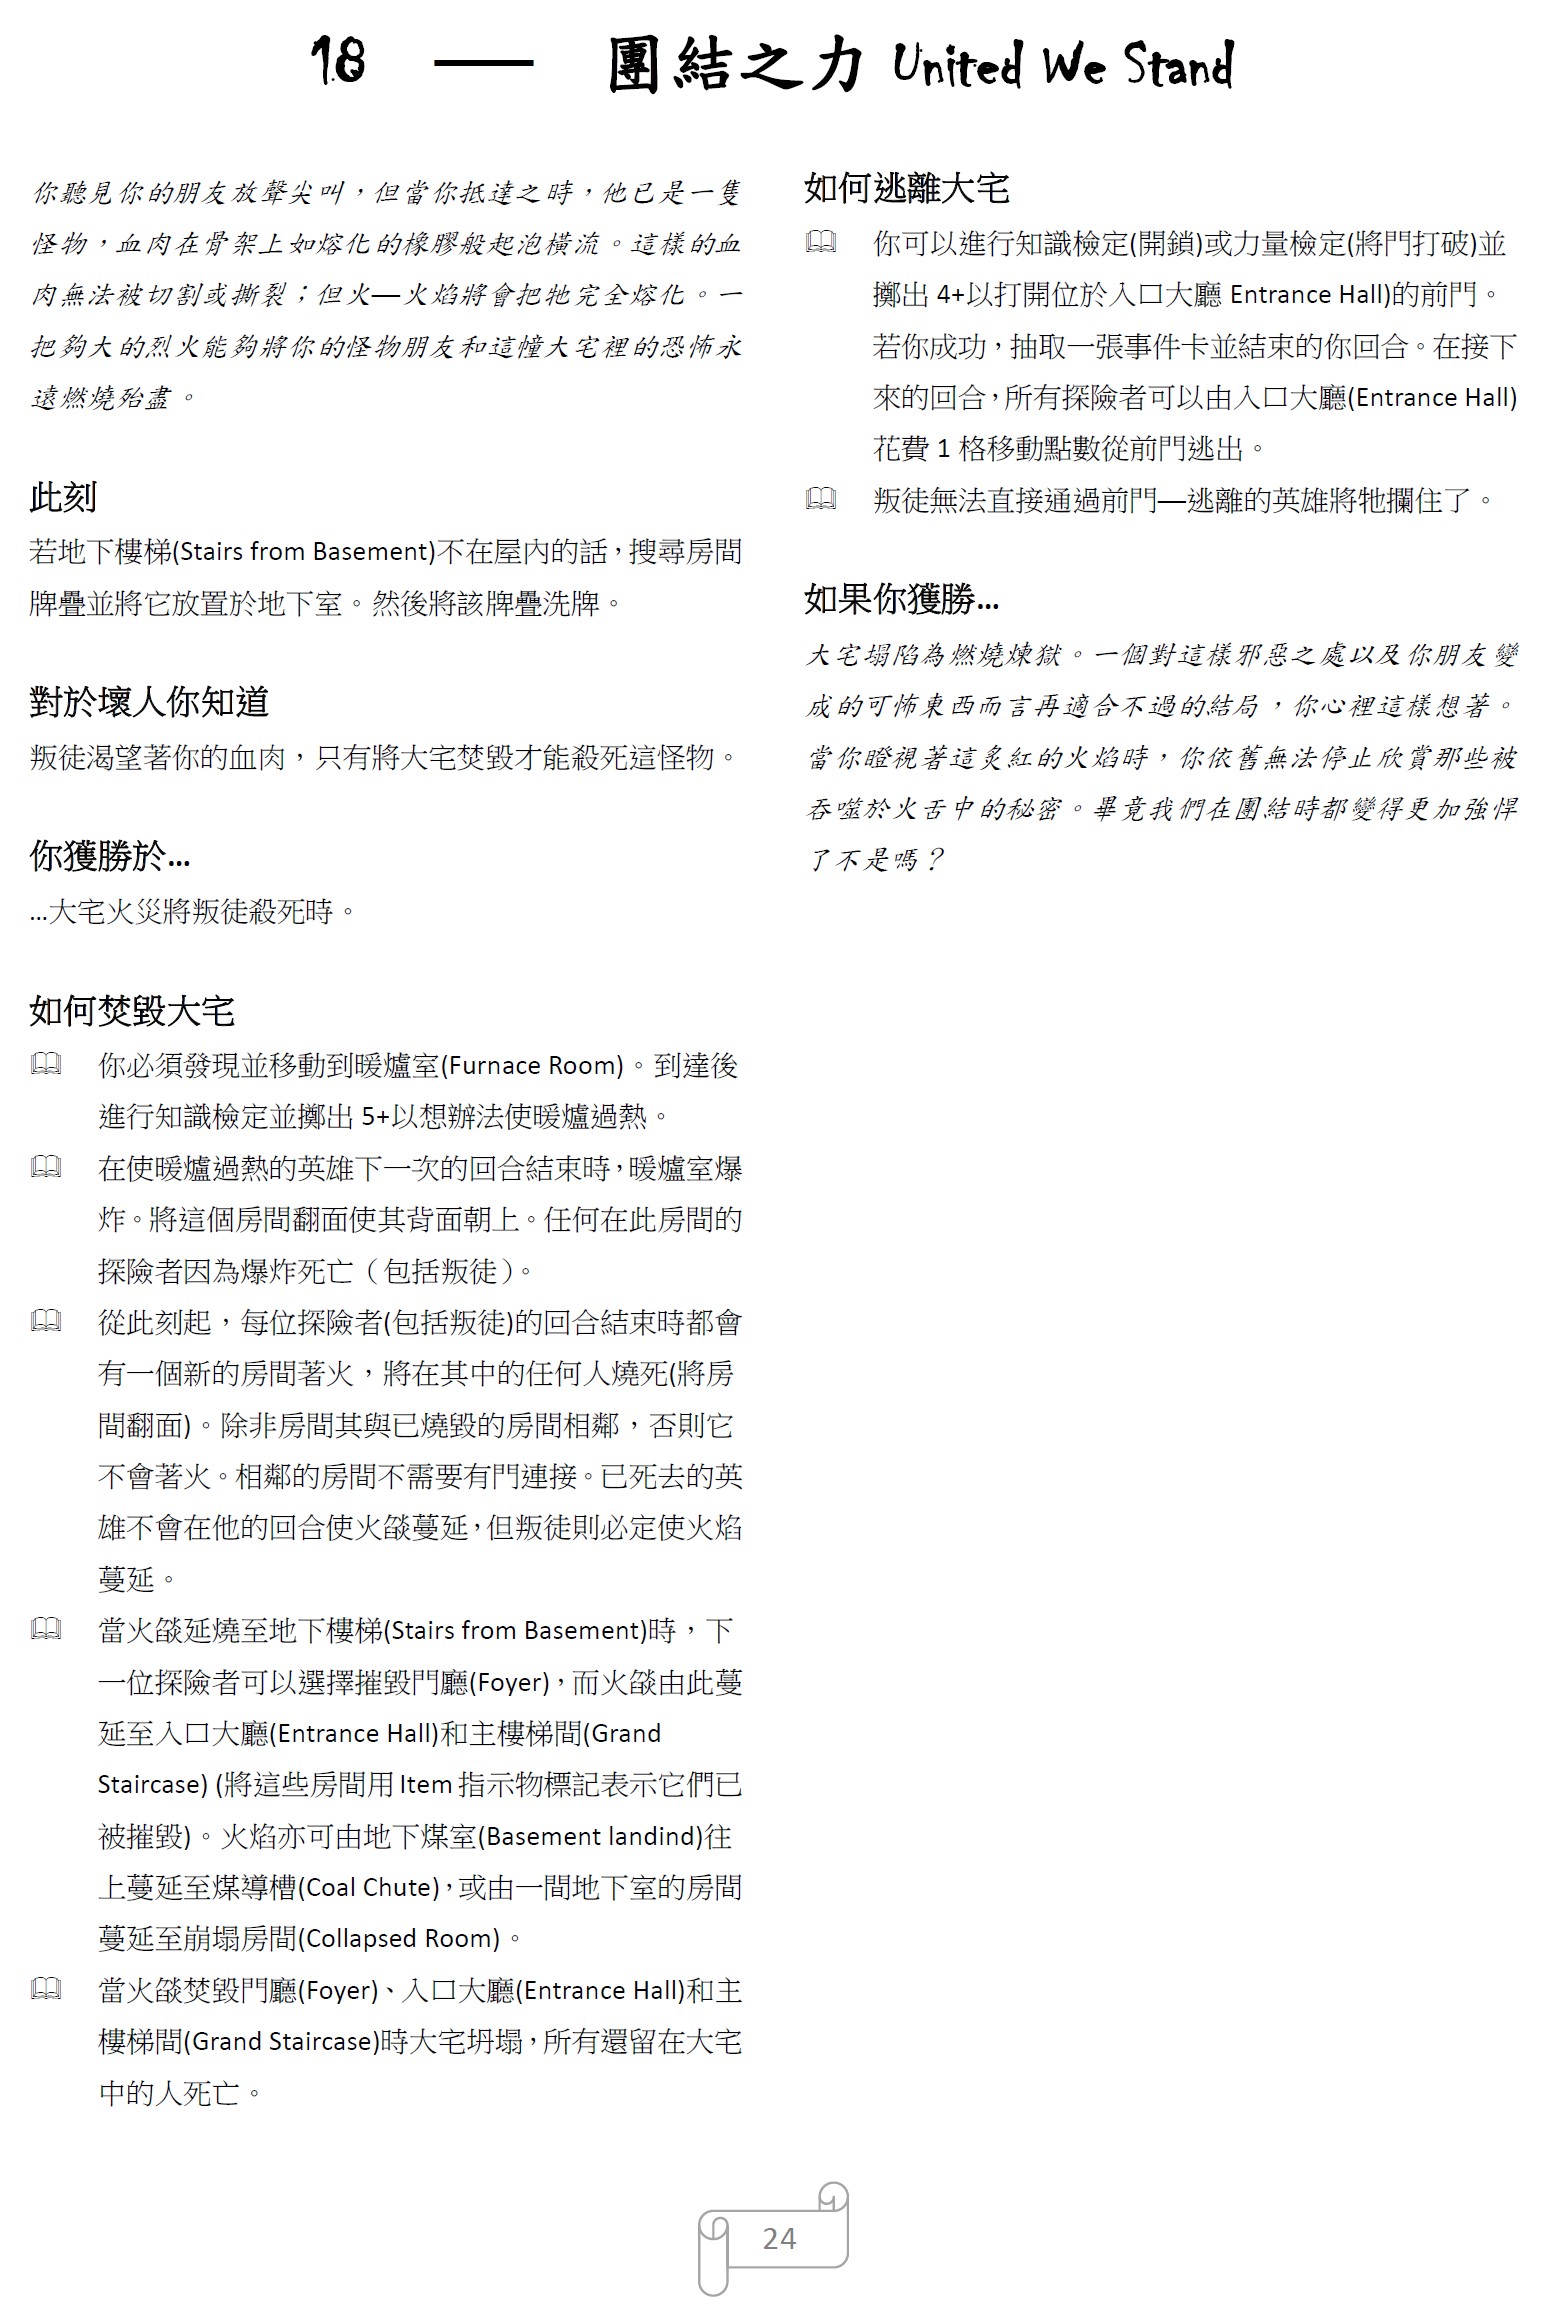 18 — 團結之力 United We Stand
你聽見你的朋友放聲尖叫，但當你抵達之時，他已是一隻
怪物，血肉在骨架上如熔化的橡膠般起泡橫流。這樣的血
肉無法被切割或撕裂；但火—火焰將會把牠完全熔化。一
把夠大的烈火能夠將你的怪物朋友和這幢大宅裡的恐怖永
遠燃燒殆盡。
此刻
若地下樓梯(Stairs from Basement)不在屋內的話，搜尋房間
牌疊並將它放置於地下室。然後將該牌疊洗牌。
對於壞人你知道
叛徒渴望著你的血肉，只有將大宅焚毀才能殺死這怪物。
你獲勝於…
…大宅火災將叛徒殺死時。
如何焚毀大宅
你必須發現並移動到暖爐室(Furnace Room)。到達後
進行知識檢定並擲出 5+以想辦法使暖爐過熱。
在使暖爐過熱的英雄下一次的回合結束時，暖爐室爆
炸。將這個房間翻面使其背面朝上。任何在此房間的
探險者因為爆炸死亡（包括叛徒）。
從此刻起，每位探險者(包括叛徒)的回合結束時都會
有一個新的房間著火，將在其中的任何人燒死(將房
間翻面)。除非房間其與已燒毀的房間相鄰，否則它
不會著火。相鄰的房間不需要有門連接。已死去的英
雄不會在他的回合使火燄蔓延，但叛徒則必定使火焰
蔓延。
當火燄延燒至地下樓梯(Stairs from Basement)時，下
一位探險者可以選擇摧毀門廳(Foyer)，而火燄由此蔓
延至入口大廳(Entrance Hall)和主樓梯間(Grand
Staircase) (將這些房間用 Item 指示物標記表示它們已
被摧毀)。火焰亦可由地下煤室(Basement landind)往
上蔓延至煤導槽(Coal Chute)，或由一間地下室的房間
蔓延至崩塌房間(Collapsed Room)。
當火燄焚毀門廳(Foyer)、入口大廳(Entrance Hall)和主
樓梯間(Grand Staircase)時大宅坍塌，所有還留在大宅
中的人死亡。
如何逃離大宅
你可以進行知識檢定(開鎖)或力量檢定(將門打破)並
擲出 4+以打開位於入口大廳 Entrance Hall)的前門。
若你成功，抽取一張事件卡並結束的你回合。在接下
來的回合，所有探險者可以由入口大廳(Entrance Hall)
花費 1 格移動點數從前門逃出。
叛徒無法直接通過前門—逃離的英雄將牠攔住了。
如果你獲勝…
大宅塌陷為燃燒煉獄。一個對這樣邪惡之處以及你朋友變
成的可怖東西而言再適合不過的結局，你心裡這樣想著。
當你瞪視著這炙紅的火焰時，你依舊無法停止欣賞那些被
吞噬於火舌中的秘密。畢竟我們在團結時都變得更加強悍
了不是嗎？
24